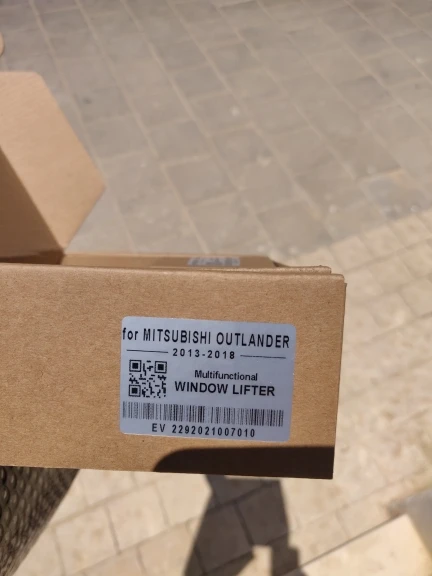 for MITSUBISHI OUTLANDER
2013-2018
Multifunctional
WINDOW LIFTER
EV 2292021007010